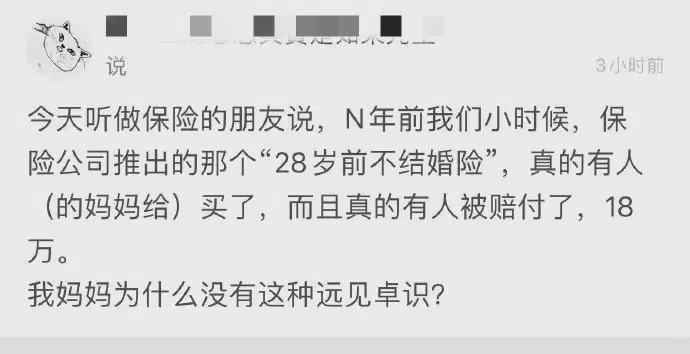 说
3小时前
今天听做保险的朋友说，N年前我们小时候，保
险公司推出的那个“28岁前不结婚险”，真的有人
（的妈妈给）买了，而且真的有人被赔付了，18
万。
我妈妈为什么没有这种远见卓识？